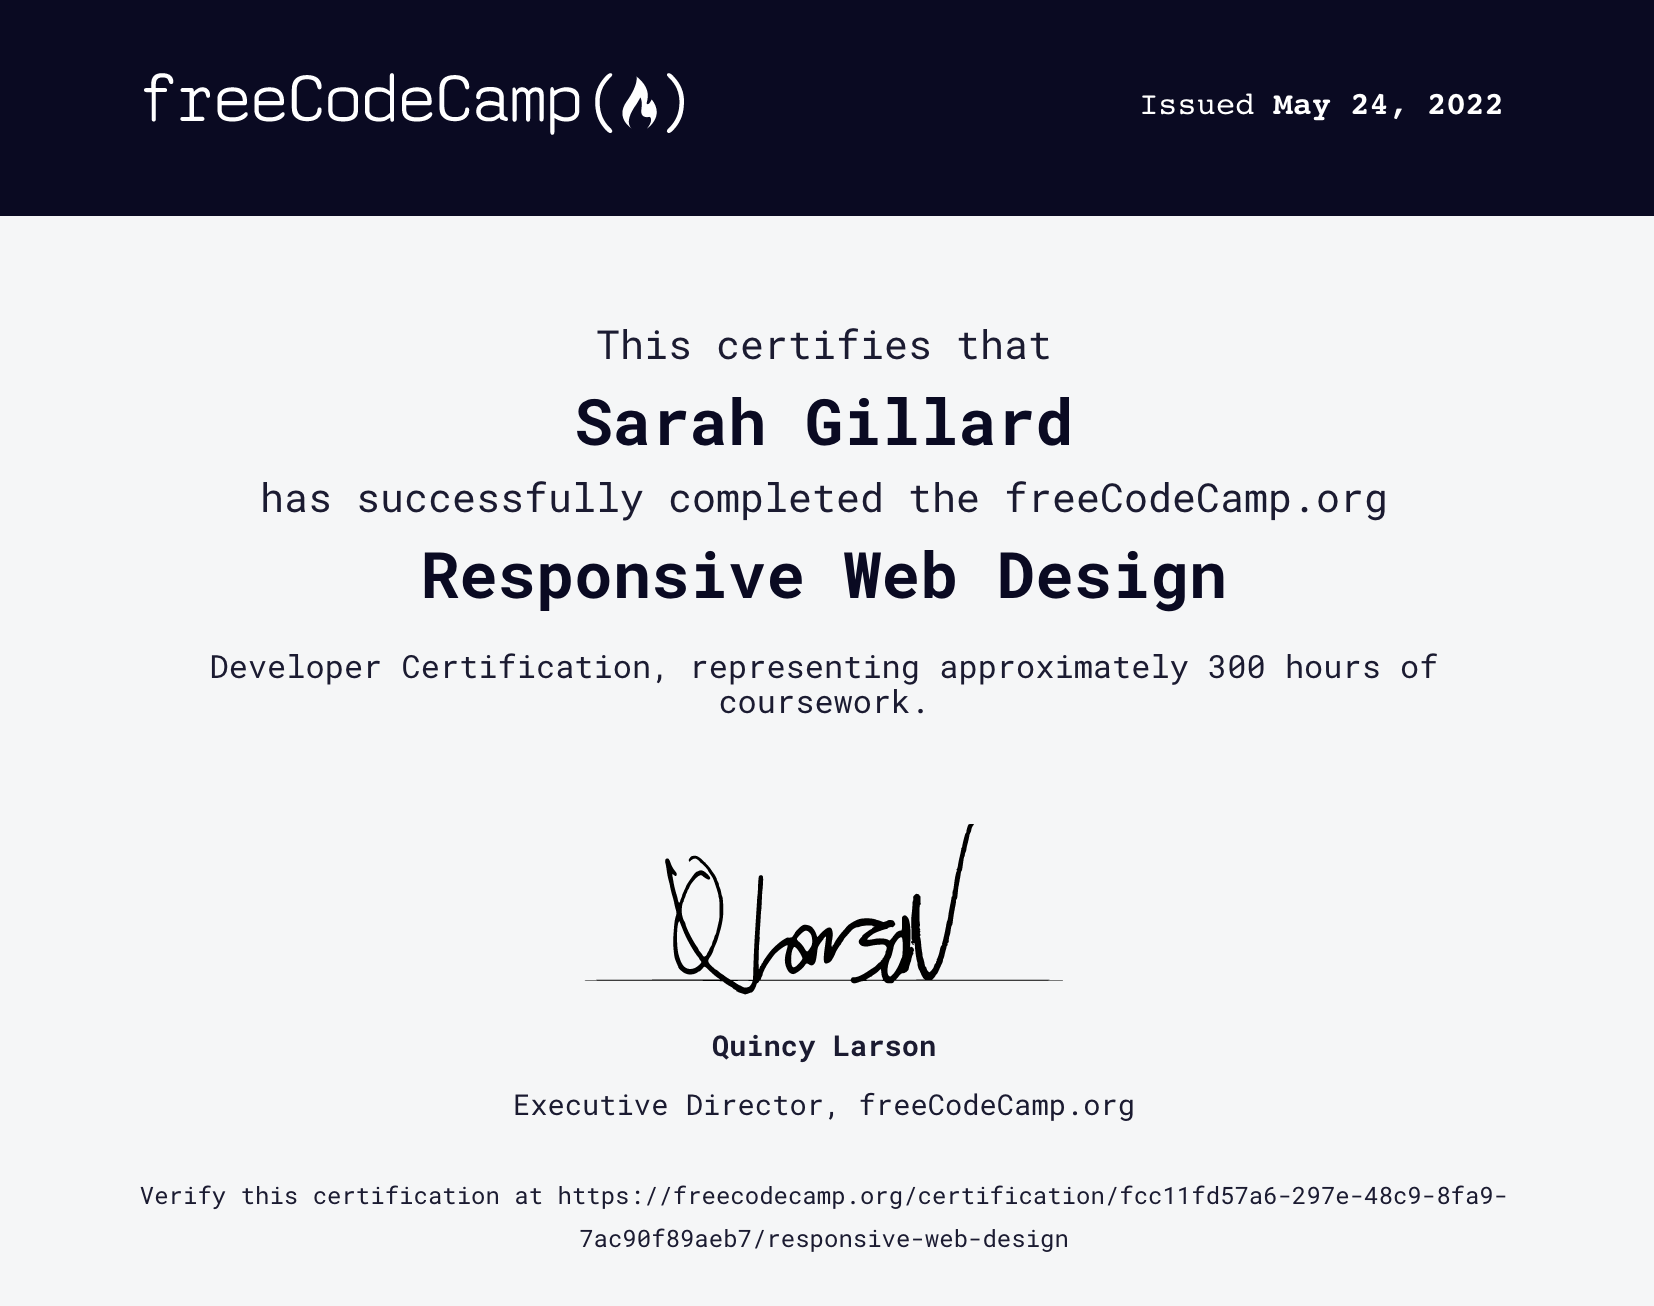 freeCodeCamp(🔥)
Issued May 24, 2022
This certifies that
Sarah Gillard
has successfully completed the freeCodeCamp.org
Responsive Web Design
Developer Certification, representing approximately 300 hours of
coursework.
Q Larson
Quincy Larson
Executive Director, freeCodeCamp.org
Verify this certification at https://freecodecamp.org/certification/fcc11fd57a6-297e-48c9-8fa9-
7ac90f89aeb7/responsive-web-design